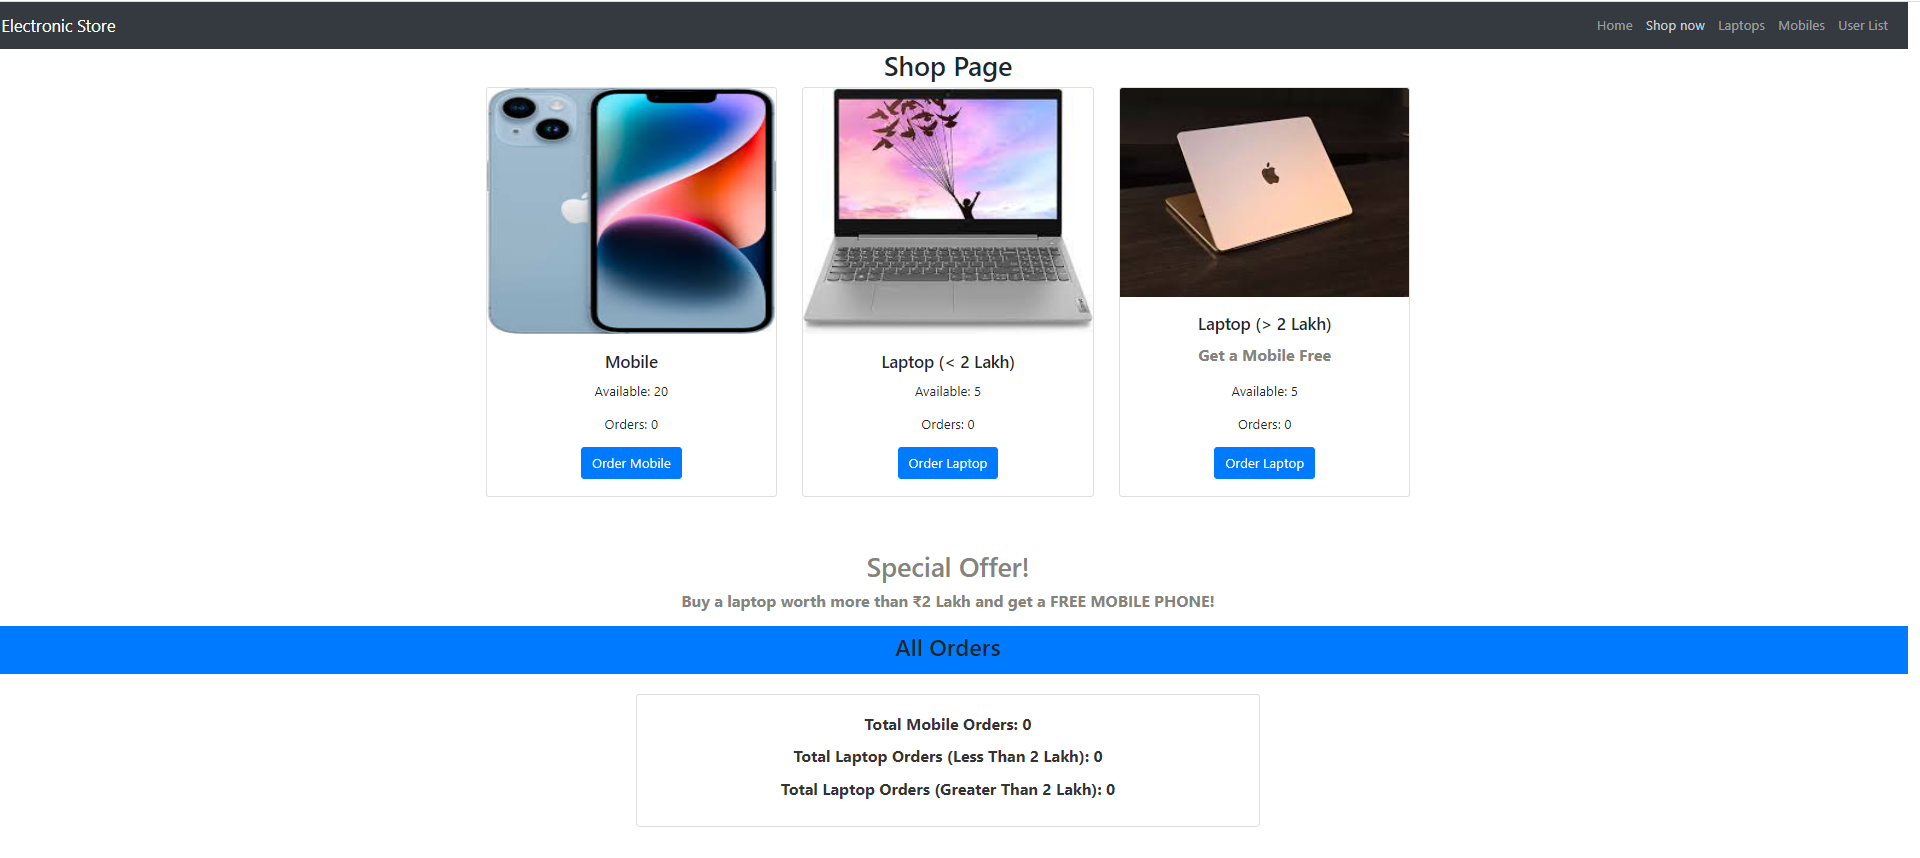 Electronic Store
Home Shop now Laptops Mobiles User List
Shop Page
Mobile
Available: 20
Orders: 0
Order Mobile
Laptop (< 2 Lakh)
Available: 5
Orders: 0
Order Laptop
Laptop (> 2 Lakh)
Get a Mobile Free
Available: 5
Orders: 0
Order Laptop
Special Offer!
Buy a laptop worth more than ₹2 Lakh and get a FREE MOBILE PHONE!
All Orders
Total Mobile Orders: 0
Total Laptop Orders (Less Than 2 Lakh): 0
Total Laptop Orders (Greater Than 2 Lakh): 0